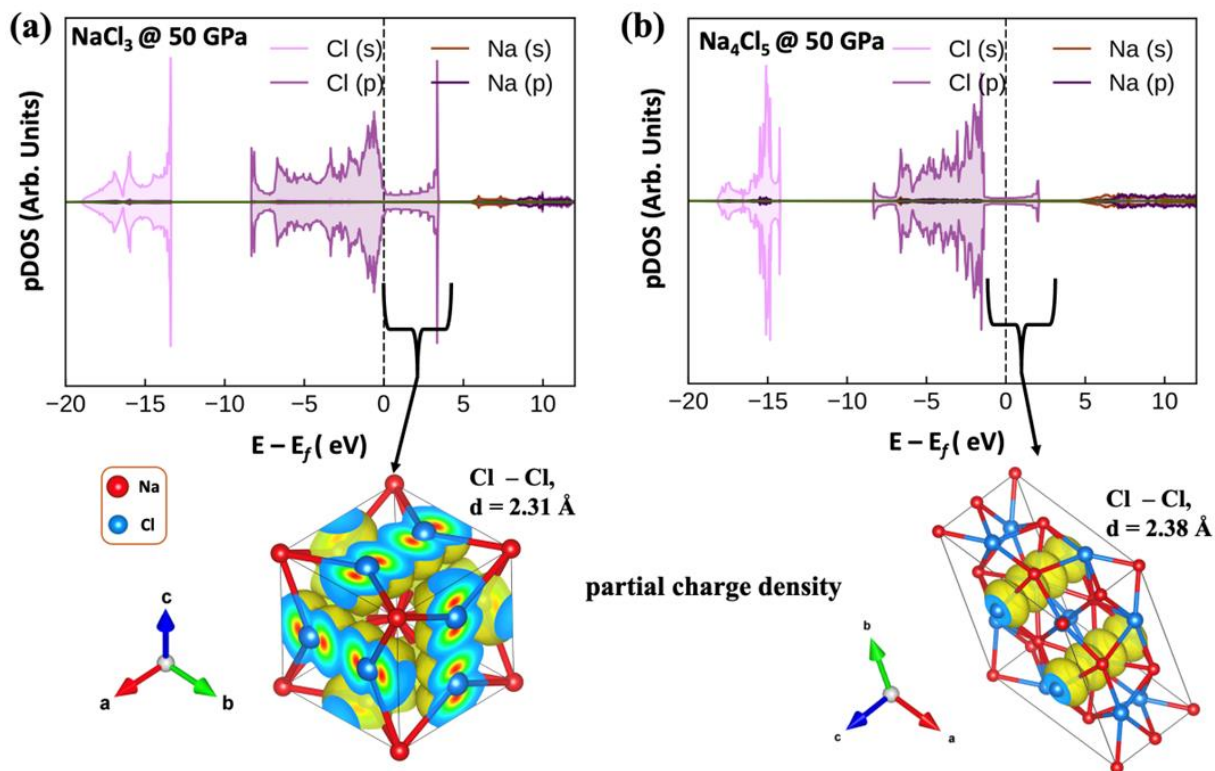 (a)
NaCl₃ @ 50 GPa
Cl (s)
Na (s)
Cl (p)
Na (p)
pDOS (Arb. Units)
−20 −15 −10 −5 0 5 10
E – E_f ( eV)
(b)
Na₄Cl₅ @ 50 GPa
Cl (s)
Na (s)
Cl (p)
Na (p)
pDOS (Arb. Units)
−20 −15 −10 −5 0 5 10
E – E_f ( eV)
Na
Cl
Cl – Cl,
d = 2.31 Å
c
a
b
partial charge density
Cl – Cl,
d = 2.38 Å
b
c
a